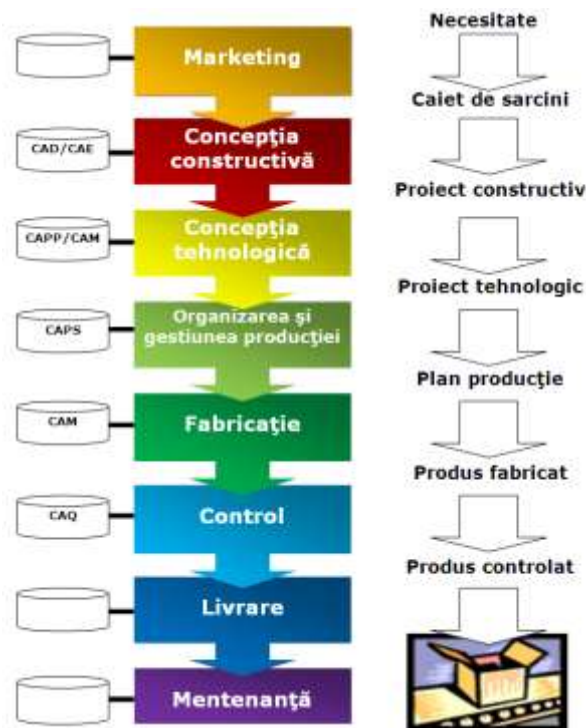 Marketing
CAD/CAE
Concepţia
constructivă
CAPP/CAM
Concepţia
tehnologică
CAPS
Organizarea şi
gestiunea producţiei
CAM
Fabricaţie
CAQ
Control
Livrare
Mentenanţă
Necesitate
Caiet de sarcini
Proiect constructiv
Proiect tehnologic
Plan producţie
Produs fabricat
Produs controlat